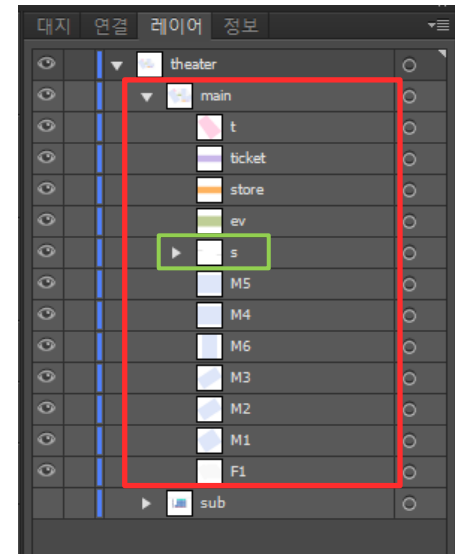 대지 연결 레이어 정보
theater
main
t
ticket
store
ev
s
M5
M4
M6
M3
M2
M1
F1
sub